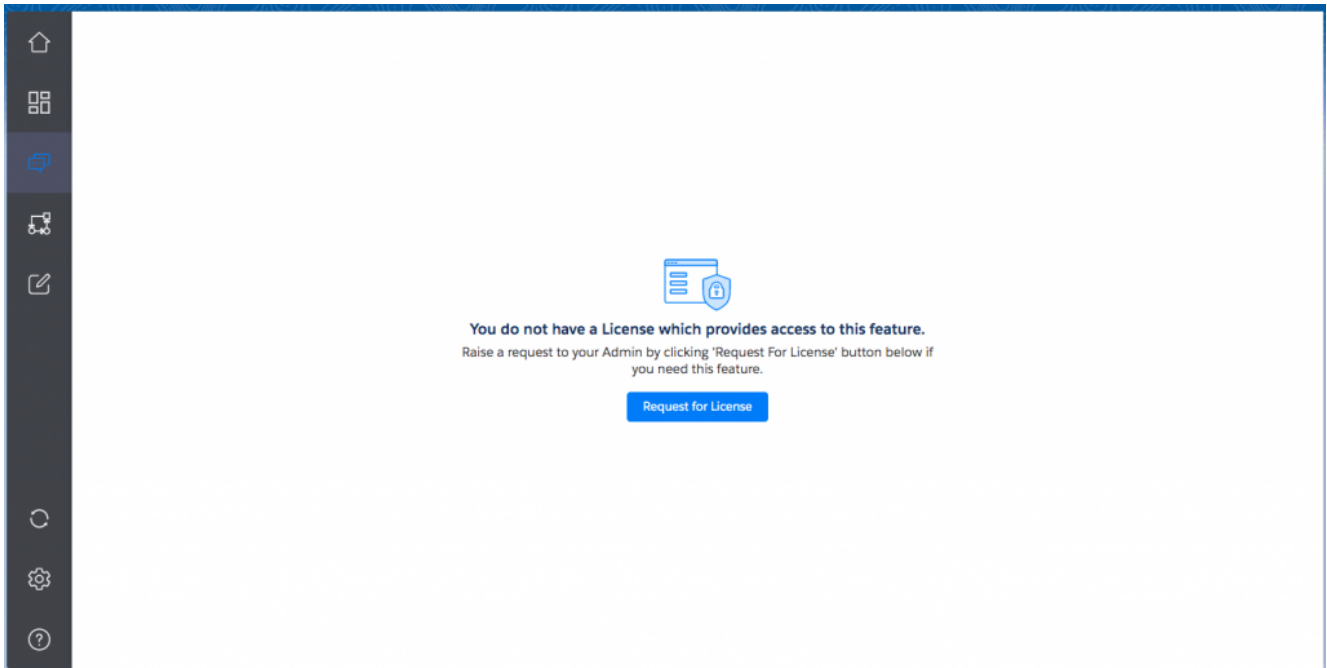 You do not have a License which provides access to this feature.
Raise a request to your Admin by clicking 'Request For License' button below if
you need this feature.
Request for License